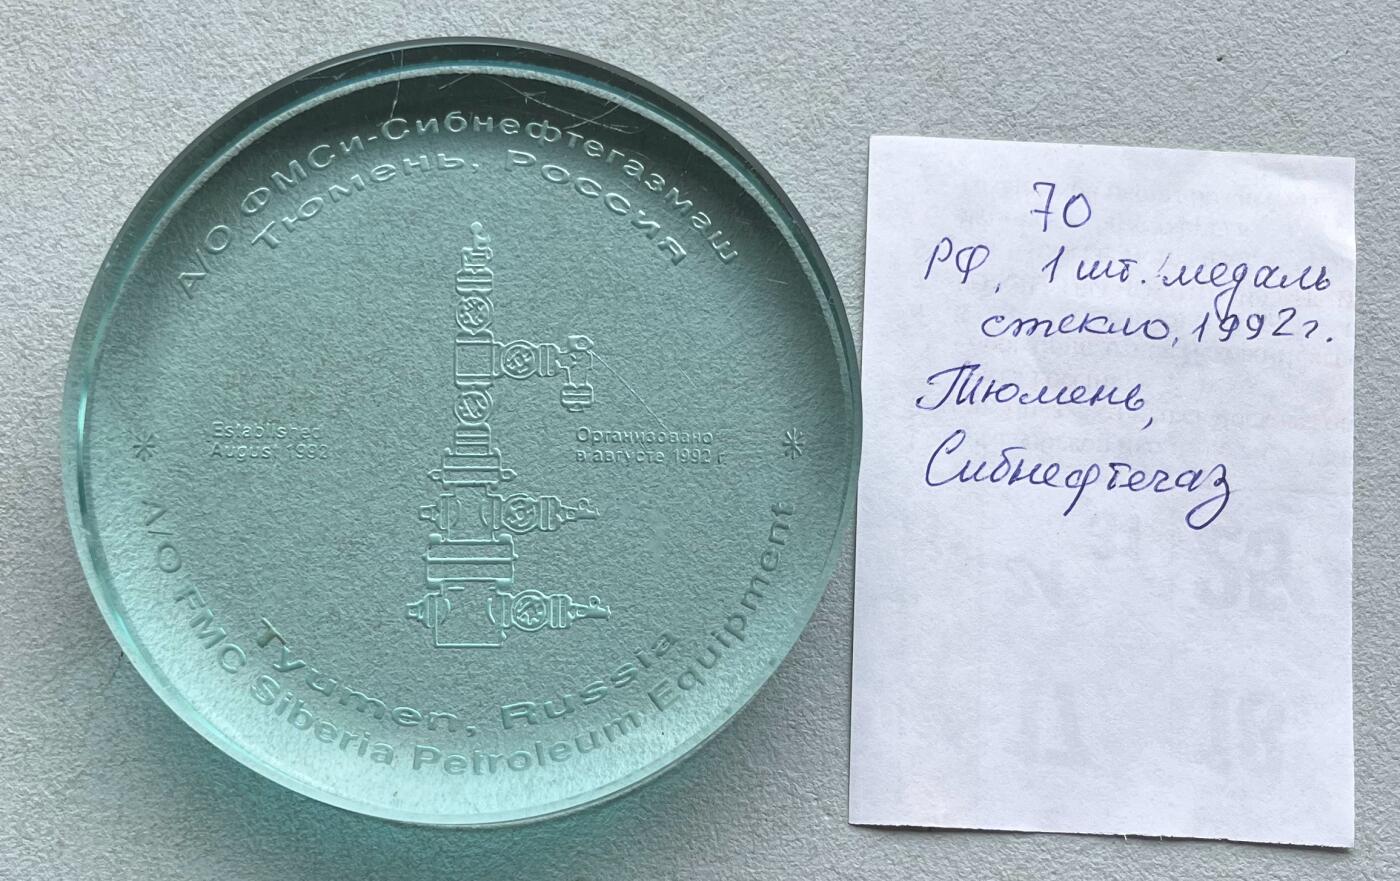 А/О ФМСи-Сибнефтегазмаш
Тюмень, Россия
Established
August, 1992
Организовано
в августе 1992 г.
Tyumen, Russia
A/O FMC Siberia Petroleum Equipment
70
РФ, 1 шт. медаль
стекло, 1992г.
Тюмень,
Сибнефтегаз